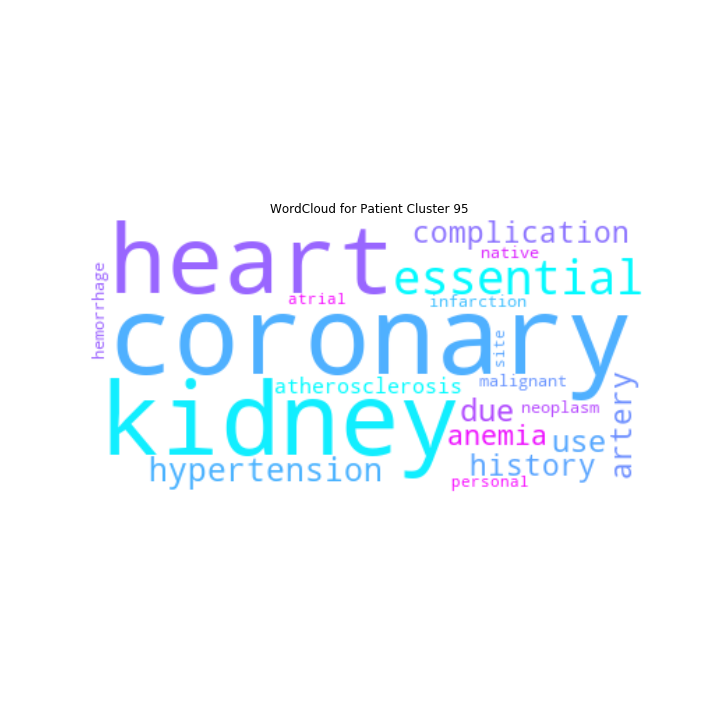 WordCloud for Patient Cluster 95
heart
complication
native
essential
hemorrhage
atrial
infarction
coronary
site
kidney
atherosclerosis
malignant
artery
due
neoplasm
anemia
use
hypertension
history
personal